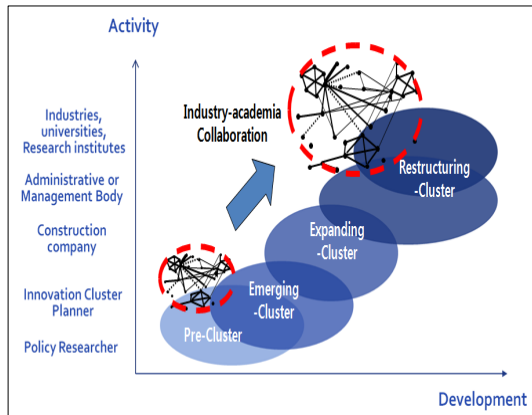 Activity
Industries,
universities,
Research institutes
Administrative or
Management Body
Construction
company
Innovation Cluster
Planner
Policy Researcher
Industry-academia
Collaboration
Restructuring
-Cluster
Expanding
-Cluster
Emerging
-Cluster
Pre-Cluster
Development